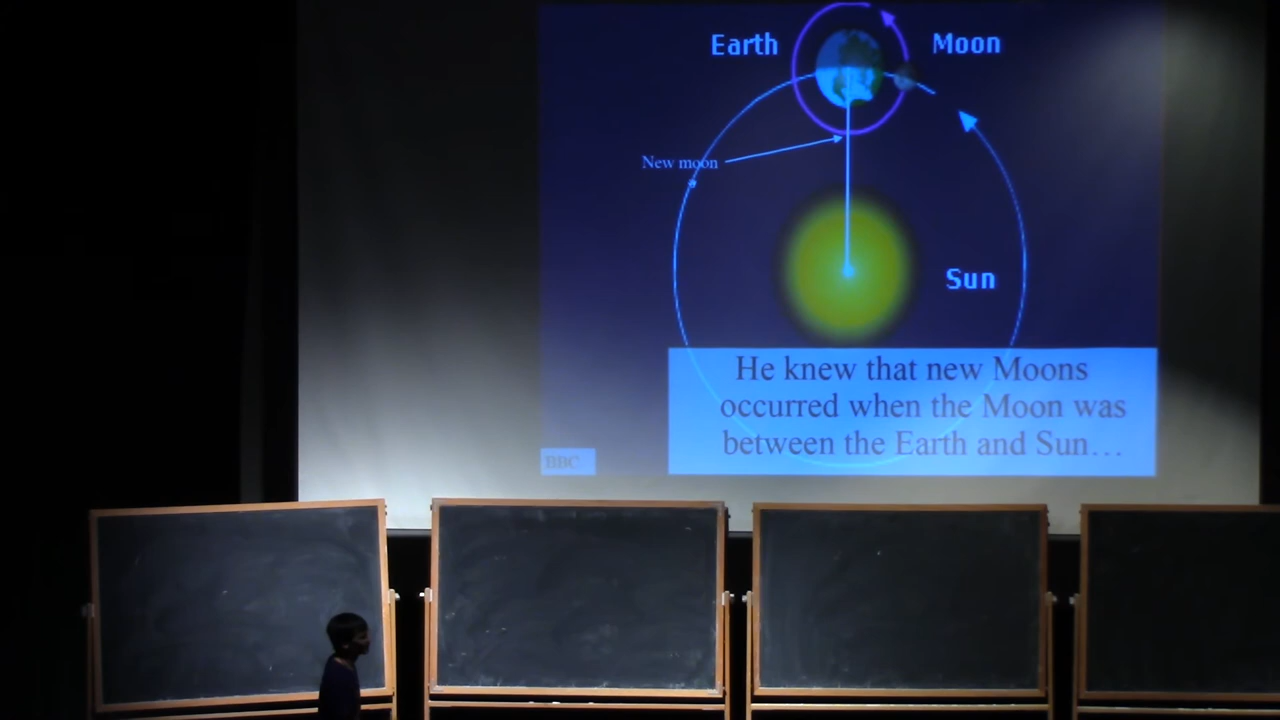 Earth
Moon
New moon
Sun
He knew that new Moons
occurred when the Moon was
between the Earth and Sun...
BBC